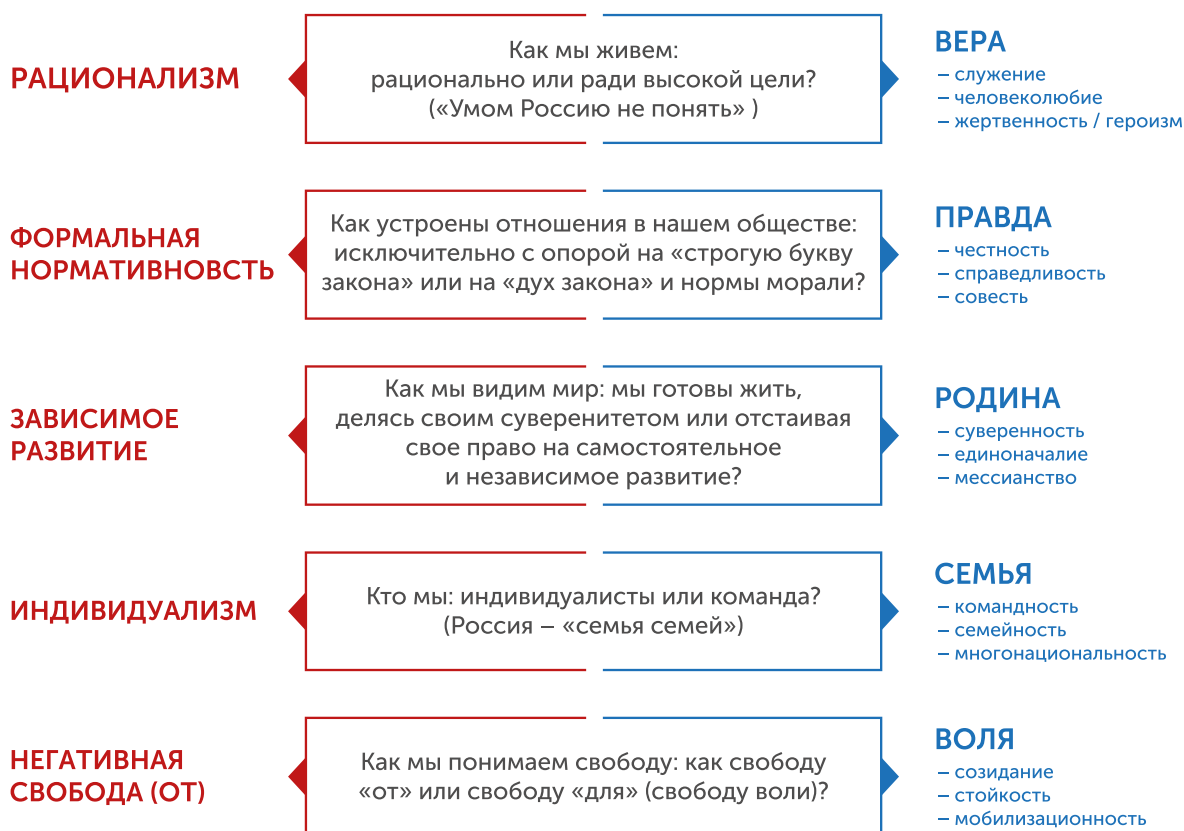 РАЦИОНАЛИЗМ
Как мы живем:
рационально или ради высокой цели?
(«Умом Россию не понять» )
ВЕРА
– служение
– человеколюбие
– жертвенность / героизм
ФОРМАЛЬНАЯ
НОРМАТИВНОВСТЬ
Как устроены отношения в нашем обществе:
исключительно с опорой на «строгую букву
закона» или на «дух закона» и нормы морали?
ПРАВДА
– честность
– справедливость
– совесть
ЗАВИСИМОЕ
РАЗВИТИЕ
Как мы видим мир: мы готовы жить,
делясь своим суверенитетом или отстаивая
свое право на самостоятельное
и независимое развитие?
РОДИНА
– суверенность
– единоначалие
– мессианство
ИНДИВИДУАЛИЗМ
Кто мы: индивидуалисты или команда?
(Россия – «семья семей»)
СЕМЬЯ
– командность
– семейность
– многонациональность
НЕГАТИВНАЯ
СВОБОДА (ОТ)
Как мы понимаем свободу: как свободу
«от» или свободу «для» (свободу воли)?
ВОЛЯ
– созидание
– стойкость
– мобилизационность